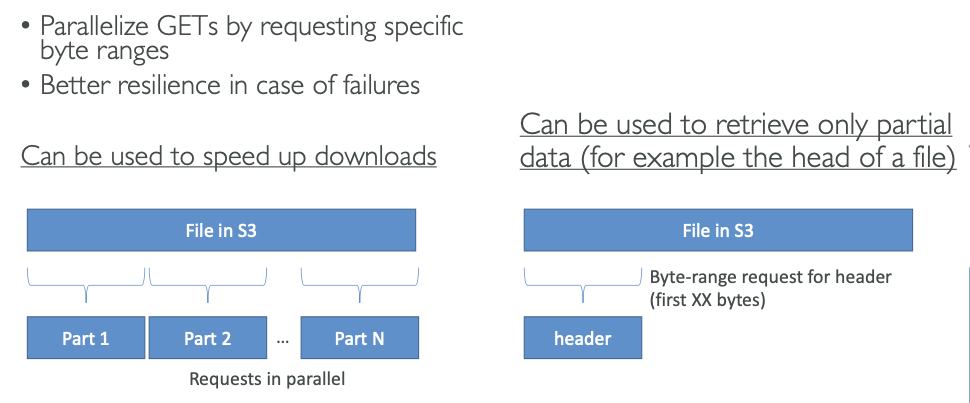 • Parallelize GETs by requesting specific
byte ranges
• Better resilience in case of failures
Can be used to speed up downloads
File in S3
Part 1
Part 2
...
Part N
Requests in parallel
Can be used to retrieve only partial
data (for example the head of a file)
File in S3
Byte-range request for header
(first XX bytes)
header